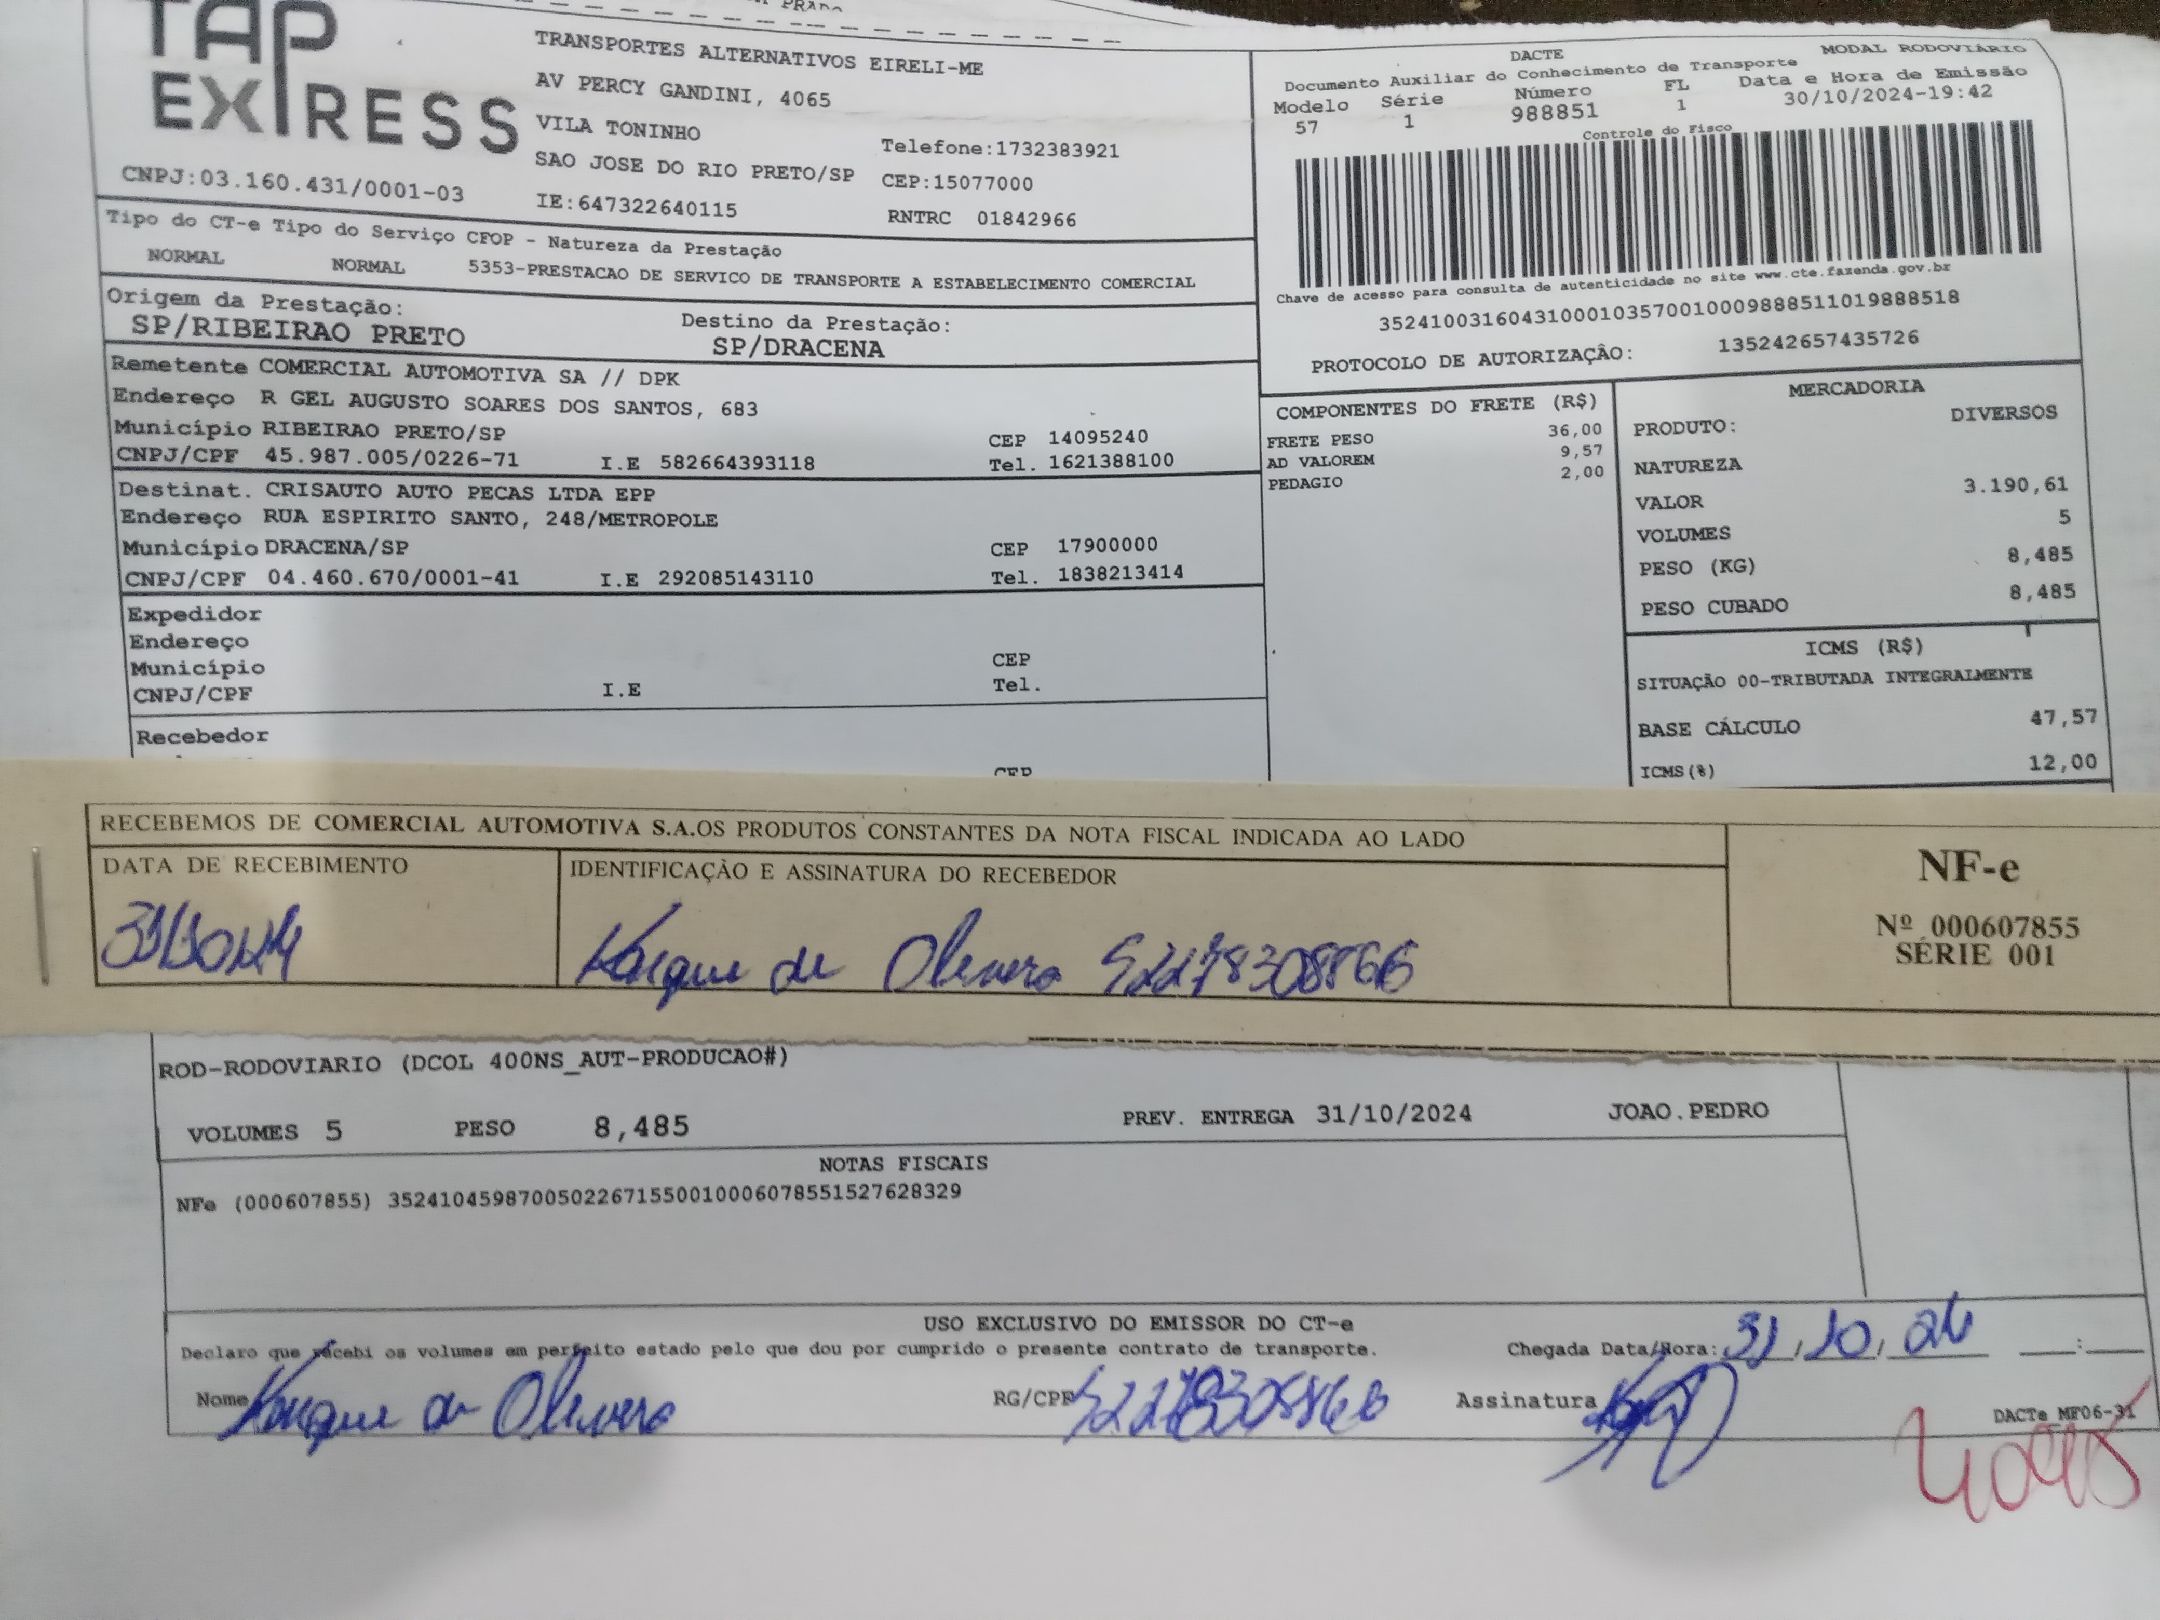 TAP EXPRESS
TRANSPORTES ALTERNATIVOS EIRELI-ME
AV PERCY GANDINI, 4065
VILA TONINHO
Telefone:1732383921
SAO JOSE DO RIO PRETO/SP CEP:15077000
CNPJ:03.160.431/0001-03
IE:647322640115 RNTRC 01842966
DACTE MODAL RODOVIÁRIO
Documento Auxiliar do Conhecimento de Transporte
Modelo Série Número FL Data e Hora de Emissão
57 1 988851 1 30/10/2024-19:42
Controle do Fisco
Chave de acesso para consulta de autenticidade no site www.cte.fazenda.gov.br
35241003160431000103570010009888511019888518
PROTOCOLO DE AUTORIZAÇÃO: 135242657435726
Tipo do CT-e Tipo do Serviço CFOP - Natureza da Prestação
NORMAL NORMAL 5353-PRESTACAO DE SERVICO DE TRANSPORTE A ESTABELECIMENTO COMERCIAL
Origem da Prestação: Destino da Prestação:
SP/RIBEIRAO PRETO SP/DRACENA
Remetente COMERCIAL AUTOMOTIVA SA // DPK
Endereço R GEL AUGUSTO SOARES DOS SANTOS, 683
Município RIBEIRAO PRETO/SP CEP 14095240
CNPJ/CPF 45.987.005/0226-71 I.E 582664393118 Tel. 1621388100
Destinat. CRISAUTO AUTO PECAS LTDA EPP
Endereço RUA ESPIRITO SANTO, 248/METROPOLE
Município DRACENA/SP CEP 17900000
CNPJ/CPF 04.460.670/0001-41 I.E 292085143110 Tel. 1838213414
Expedidor
Endereço
Município CEP
CNPJ/CPF I.E Tel.
Recebedor
CEP
COMPONENTES DO FRETE (R$)
FRETE PESO 36,00
AD VALOREM 9,57
PEDAGIO 2,00
MERCADORIA
PRODUTO: DIVERSOS
NATUREZA
VALOR 3.190,61
VOLUMES 5
PESO (KG) 8,485
PESO CUBADO 8,485
ICMS (R$)
SITUAÇÃO 00-TRIBUTADA INTEGRALMENTE
BASE CÁLCULO 47,57
ICMS(%) 12,00
RECEBEMOS DE COMERCIAL AUTOMOTIVA S.A.OS PRODUTOS CONSTANTES DA NOTA FISCAL INDICADA AO LADO
DATA DE RECEBIMENTO IDENTIFICAÇÃO E ASSINATURA DO RECEBEDOR
de Olivera 52278308866
NF-e
Nº 000607855
SÉRIE 001
ROD-RODOVIARIO (DCOL 400NS_AUT-PRODUCAO#)
VOLUMES 5 PESO 8,485 PREV. ENTREGA 31/10/2024 JOAO.PEDRO
NOTAS FISCAIS
NFe (000607855) 35241045987005022671550010006078551527628329
USO EXCLUSIVO DO EMISSOR DO CT-e
Declaro que recebi os volumes em perfeito estado pelo que dou por cumprido o presente contrato de transporte. Chegada Data/Hora: 31/10/24 __:__
Nome de Olivera RG/CPF 52278308866 Assinatura
DACTe_MF06-31